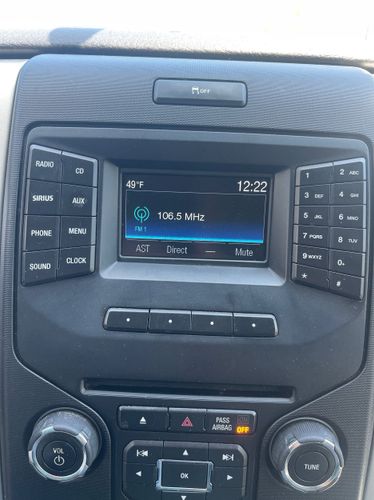 OFF
RADIO CD
SIRIUS AUX
PHONE MENU
SOUND CLOCK
49°F 12:22
106.5 MHz
FM 1
AST Direct — Mute
1 2 ABC
3 DEF 4 GHI
5 JKL 6 MNO
7 PQRS 8 TUV
9 WXYZ 0+
* #
PASS AIRBAG OFF
VOL
OK
TUNE